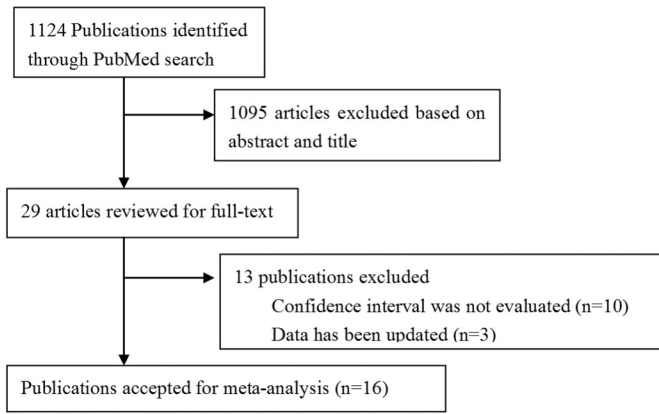 1124 Publications identified
through PubMed search
1095 articles excluded based on
abstract and title
29 articles reviewed for full-text
13 publications excluded
Confidence interval was not evaluated (n=10)
Data has been updated (n=3)
Publications accepted for meta-analysis (n=16)